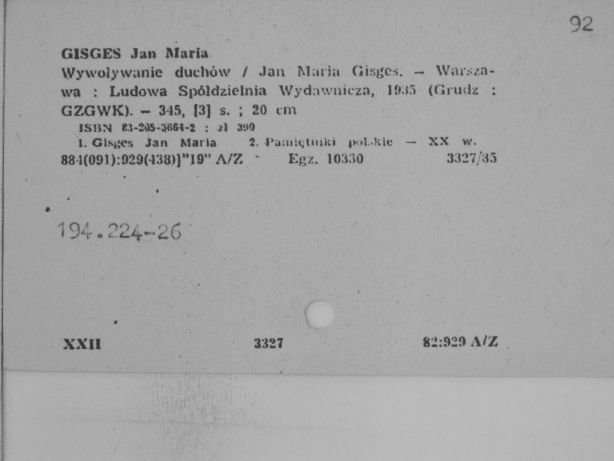 92
GISGES Jan Maria
Wywoływanie duchów / Jan Maria Gisges. — Warsza-
wa : Ludowa Spółdzielnia Wydawnicza, 1985 (Grudz :
GZGWK). — 345, [3] s. ; 20 cm
ISBN 83-205-3664-2 : zł 390
1. Gisges Jan Maria 2. Pamiętniki polskie — XX w.
884(091):929(438)]"19" A/Z Egz. 10330 3327/85
194.224-26
XXII 3327 82:929 A/Z